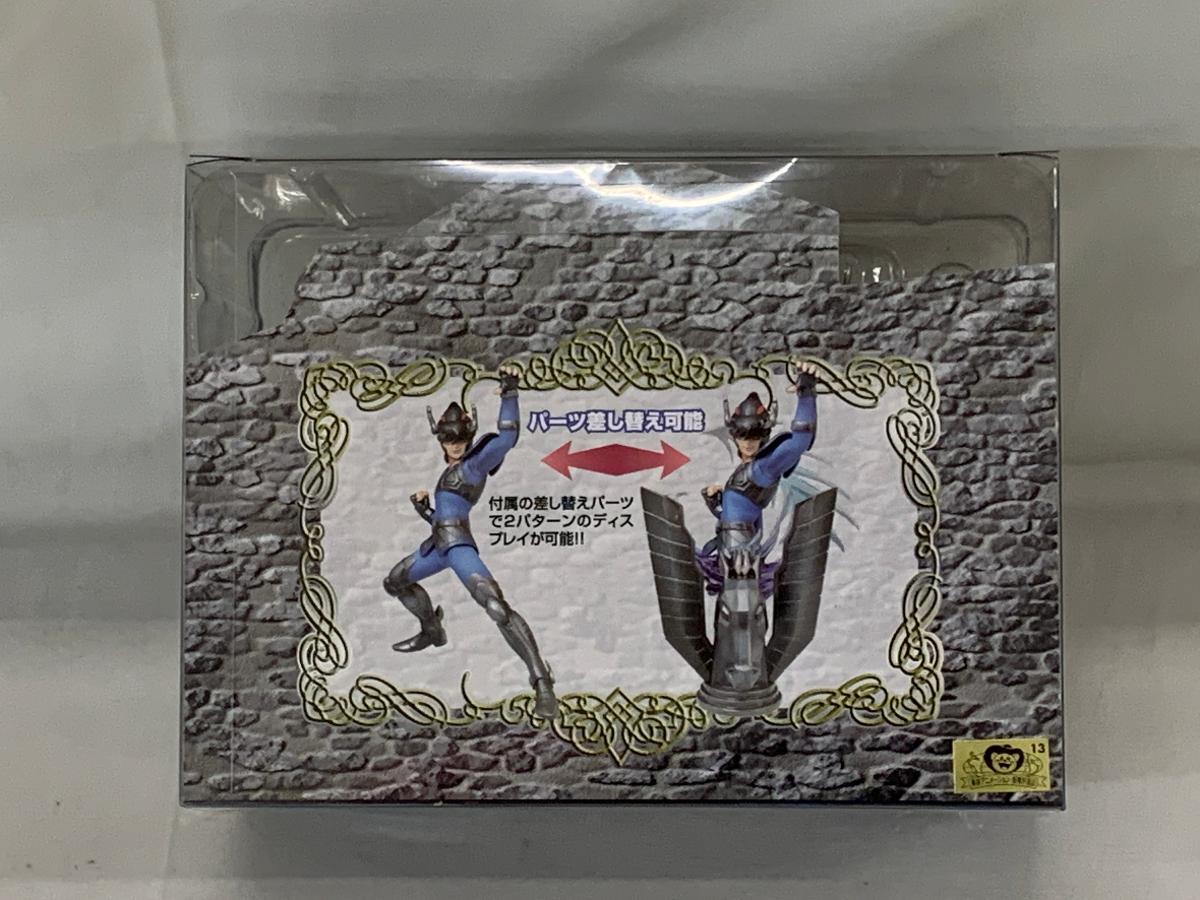 パーツ差し替え可能
付属の差し替えパーツ
で2パターンのディス
プレイが可能!!
13